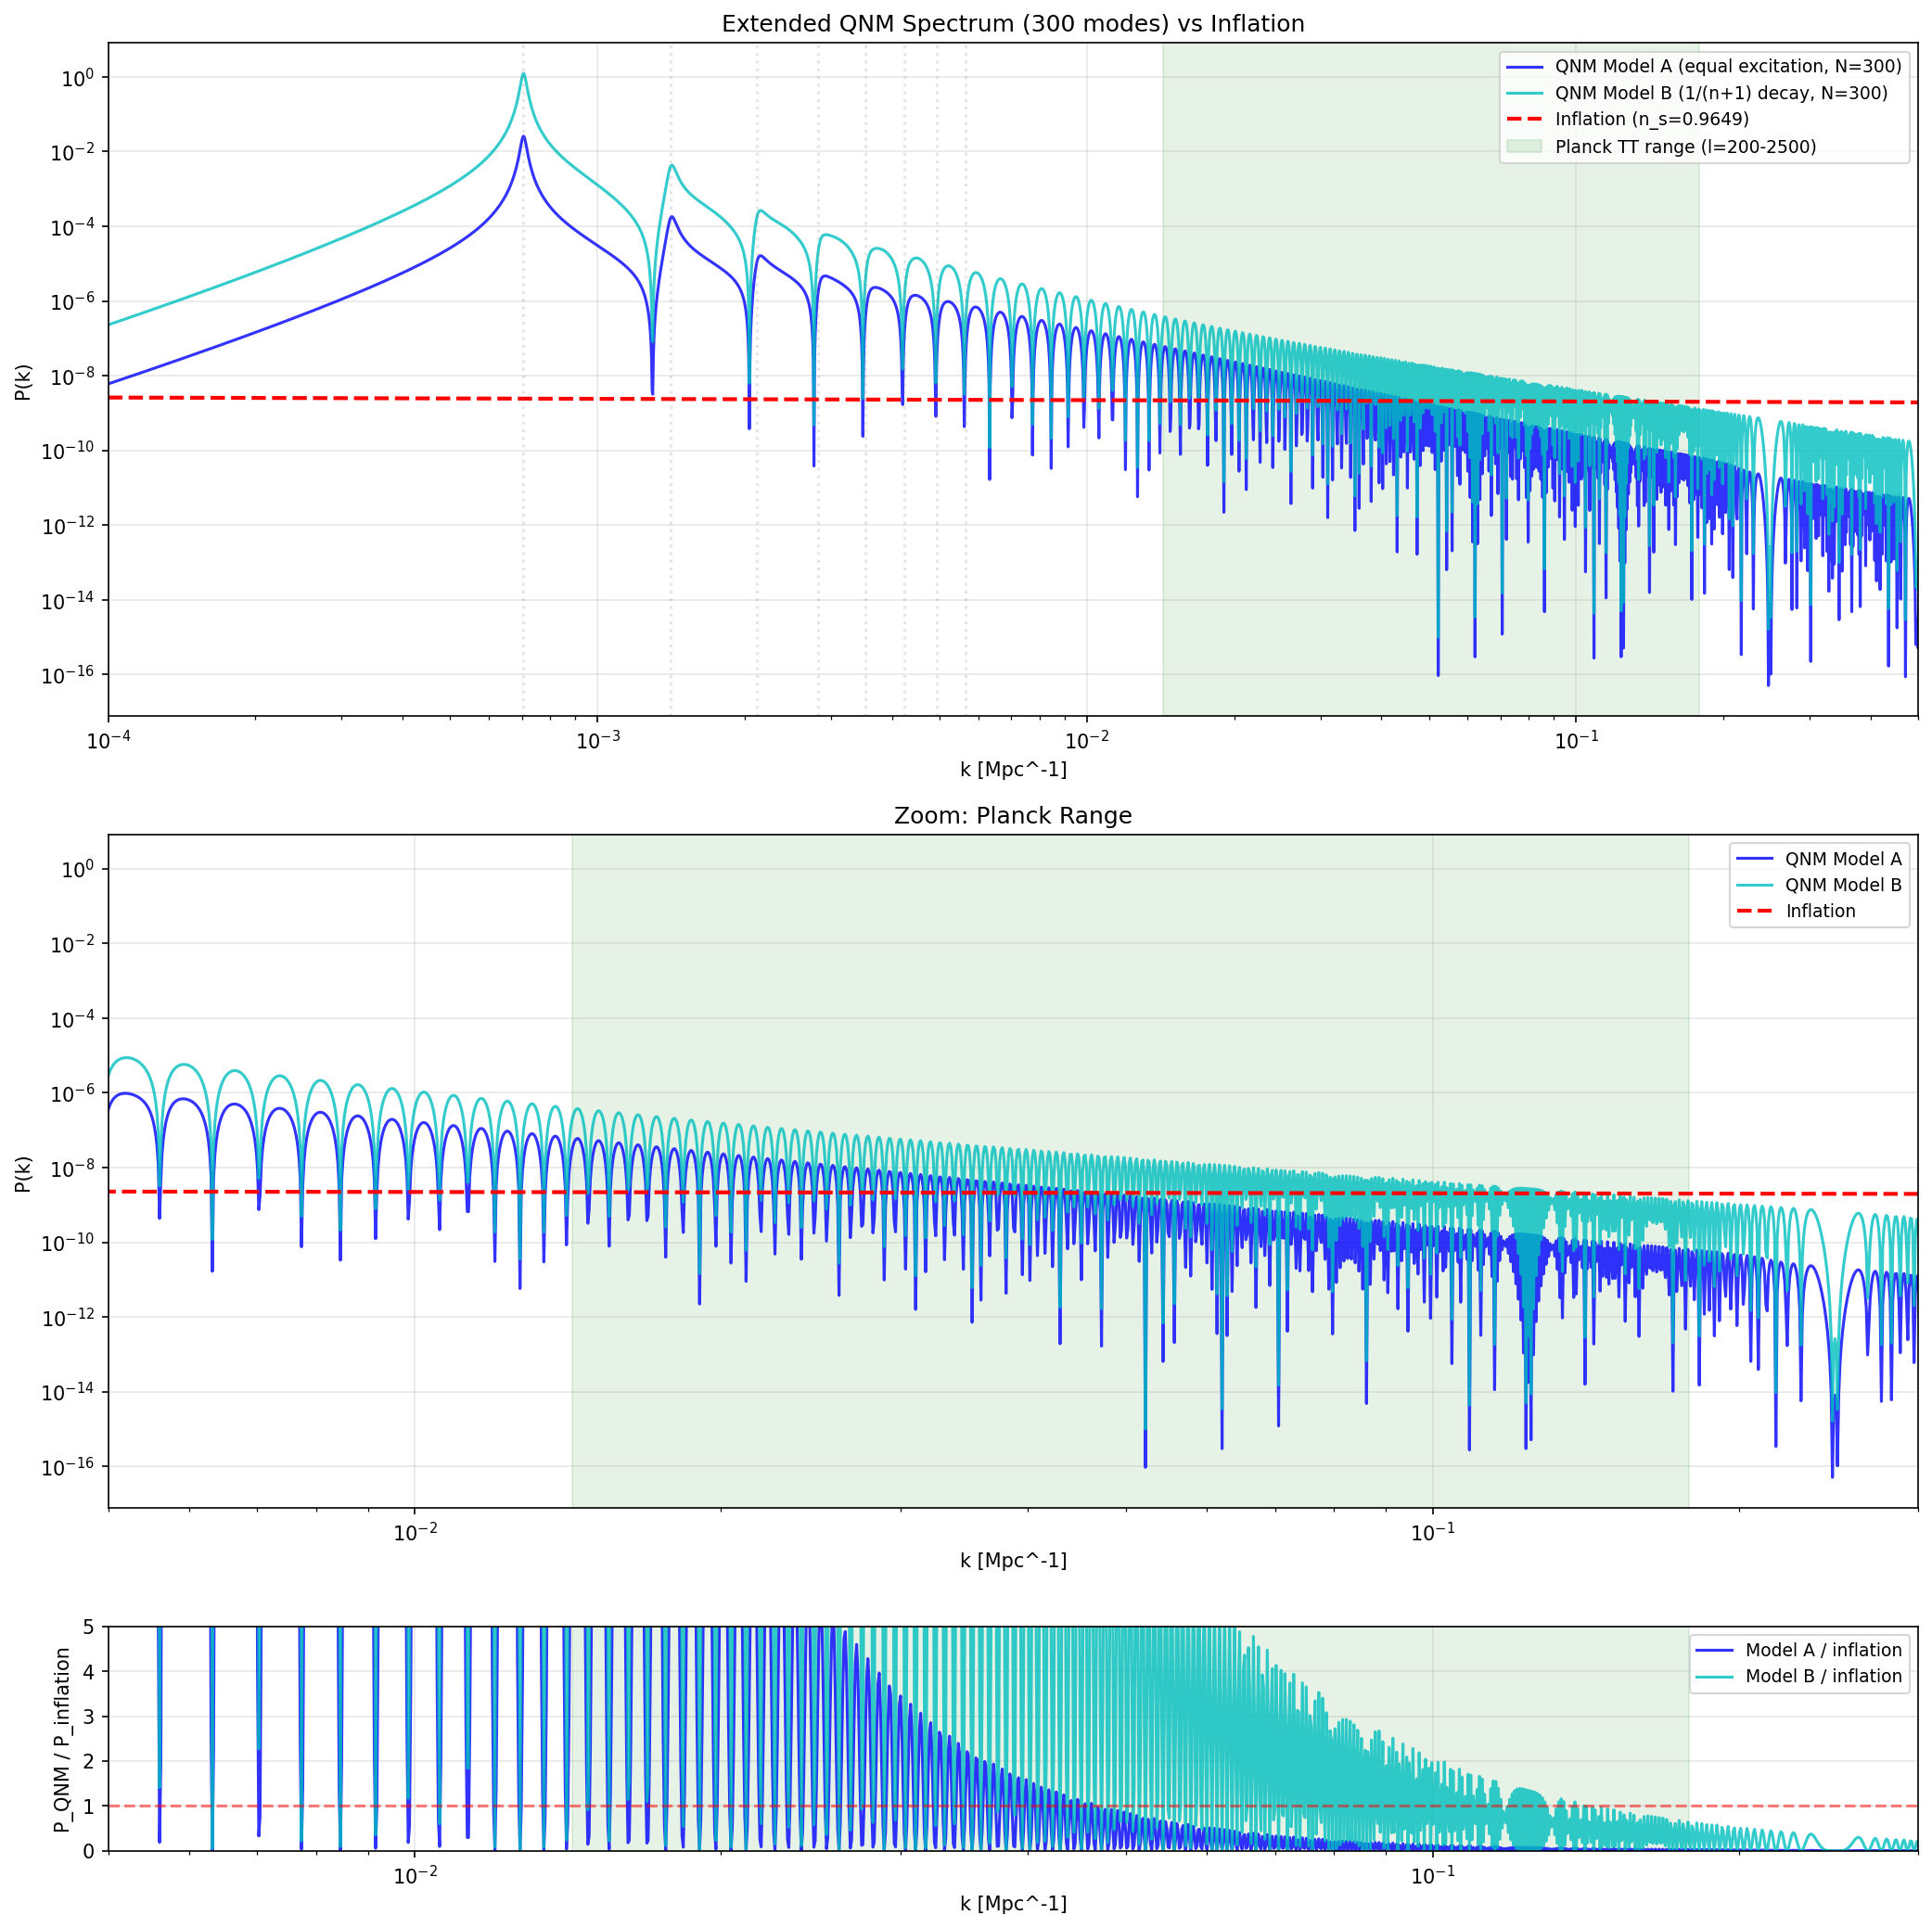 Extended QNM Spectrum (300 modes) vs Inflation
QNM Model A (equal excitation, N=300)
QNM Model B (1/(n+1) decay, N=300)
Inflation (n_s=0.9649)
Planck TT range (l=200-2500)
P(k)
10^0
10^-2
10^-4
10^-6
10^-8
10^-10
10^-12
10^-14
10^-16
10^-4 10^-3 10^-2 10^-1
k [Mpc^-1]
Zoom: Planck Range
QNM Model A
QNM Model B
Inflation
P(k)
10^0
10^-2
10^-4
10^-6
10^-8
10^-10
10^-12
10^-14
10^-16
10^-2 10^-1
k [Mpc^-1]
Model A / inflation
Model B / inflation
P_QNM / P_inflation
5
4
3
2
1
0
10^-2 10^-1
k [Mpc^-1]